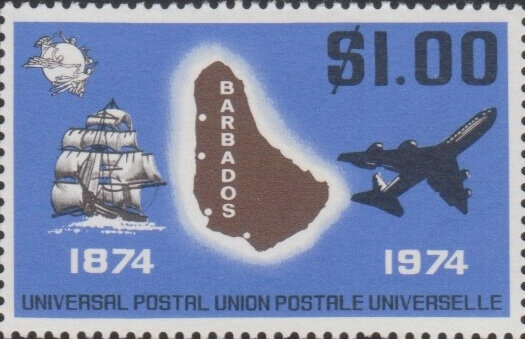 $1.00
BARBADOS
1874
1974
UNIVERSAL POSTAL UNION POSTALE UNIVERSELLE